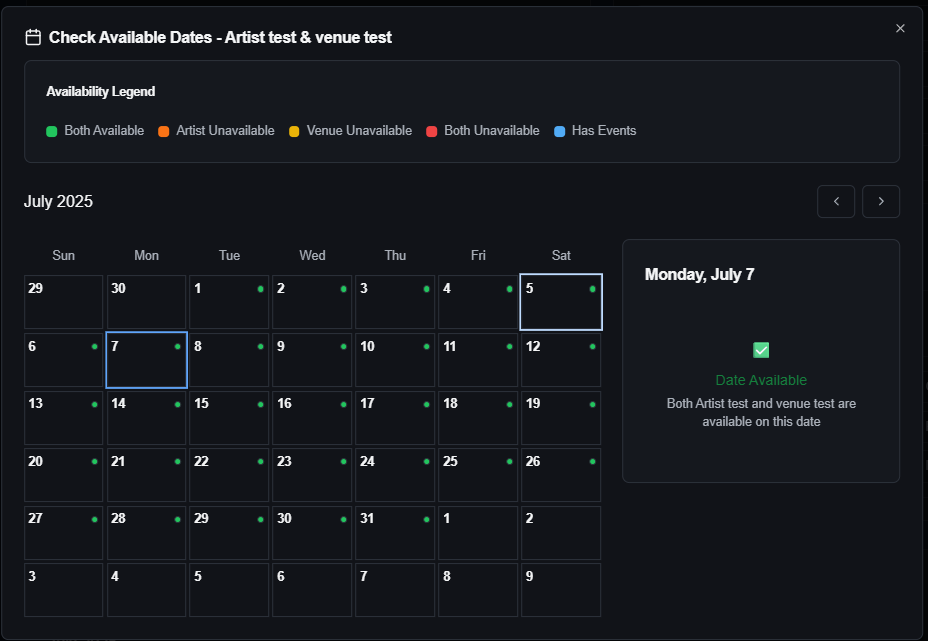 Check Available Dates - Artist test & venue test
Availability Legend
Both Available Artist Unavailable Venue Unavailable Both Unavailable Has Events
July 2025
Sun Mon Tue Wed Thu Fri Sat
29 30 1 2 3 4 5
6 7 8 9 10 11 12
13 14 15 16 17 18 19
20 21 22 23 24 25 26
27 28 29 30 31 1 2
3 4 5 6 7 8 9
Monday, July 7
Date Available
Both Artist test and venue test are
available on this date